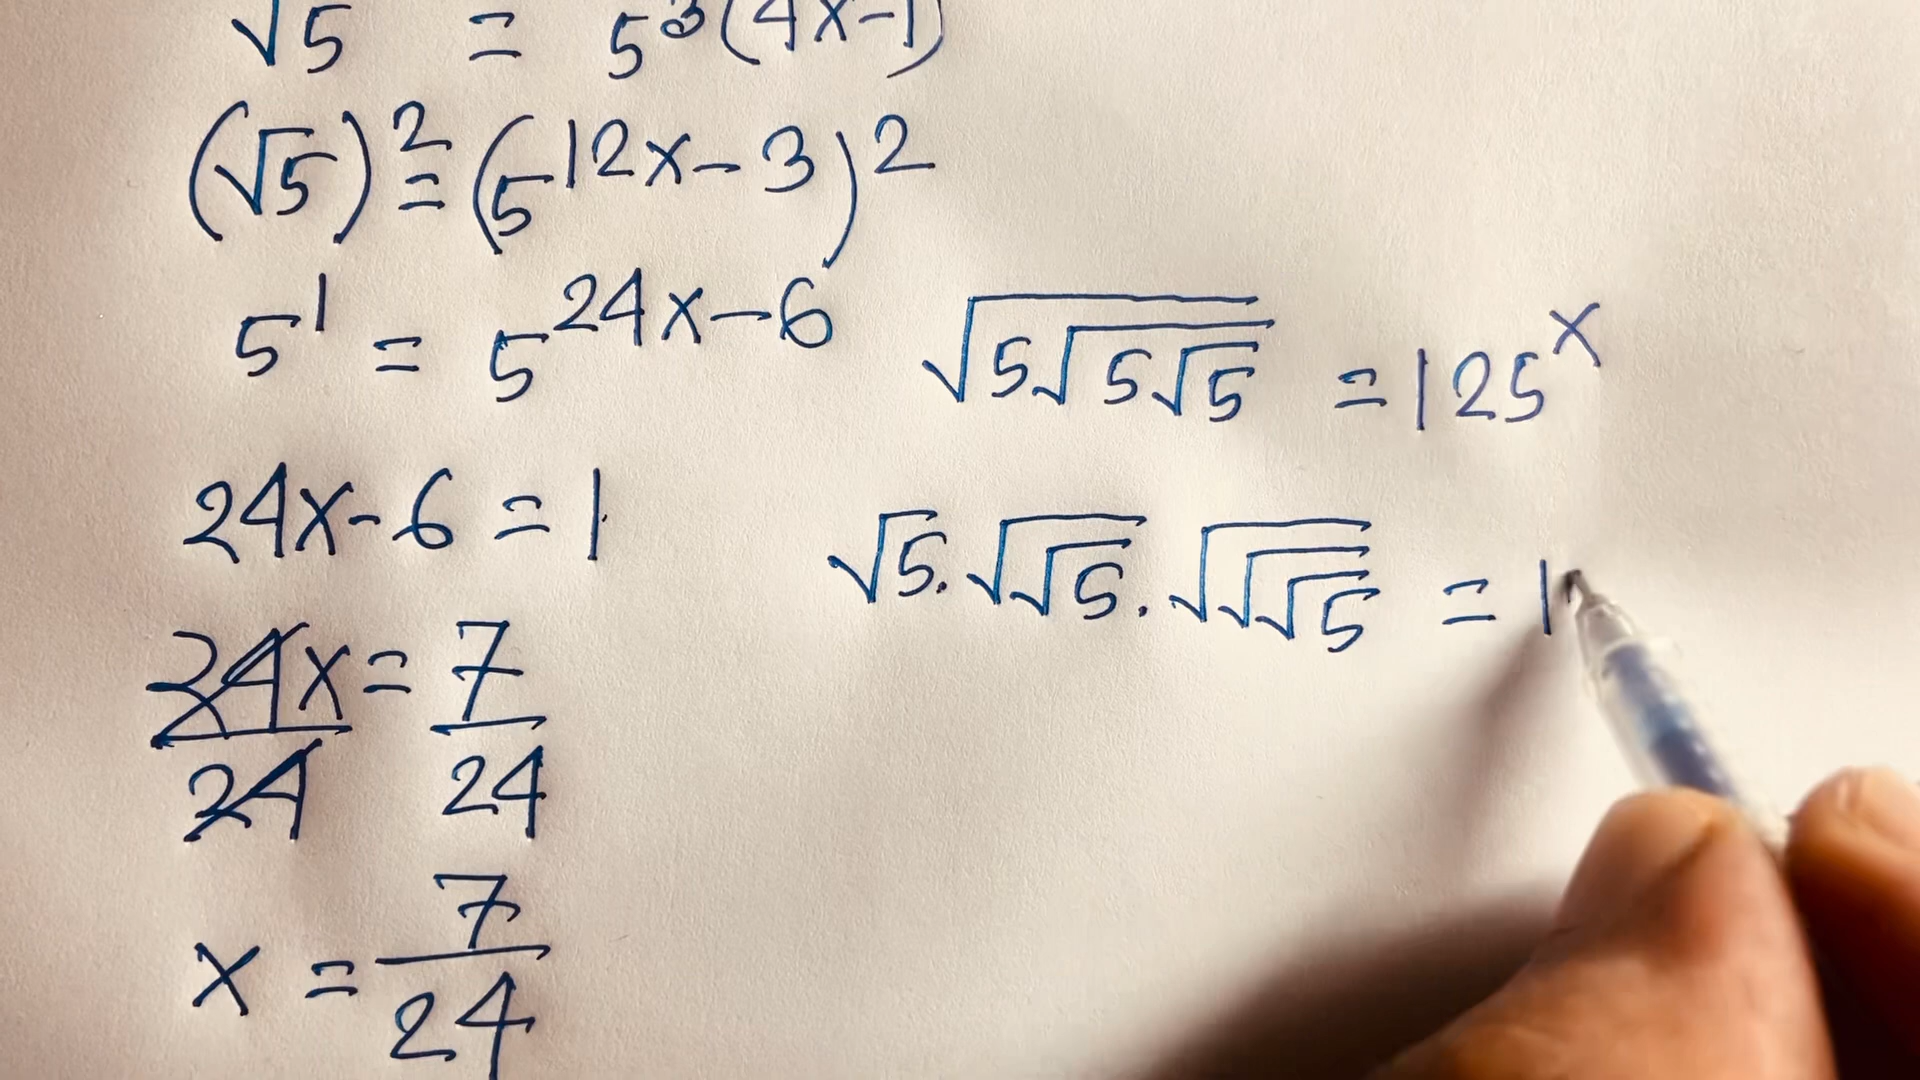 √5 = 5^3(4x-1)
(√5)^2 = (5^12x-3)^2
5^1 = 5^24x-6
24x-6=1
24x/24 = 7/24
x = 7/24
√(5√(5√5)) = 125^x
√5.√√5.√√√5 = 1